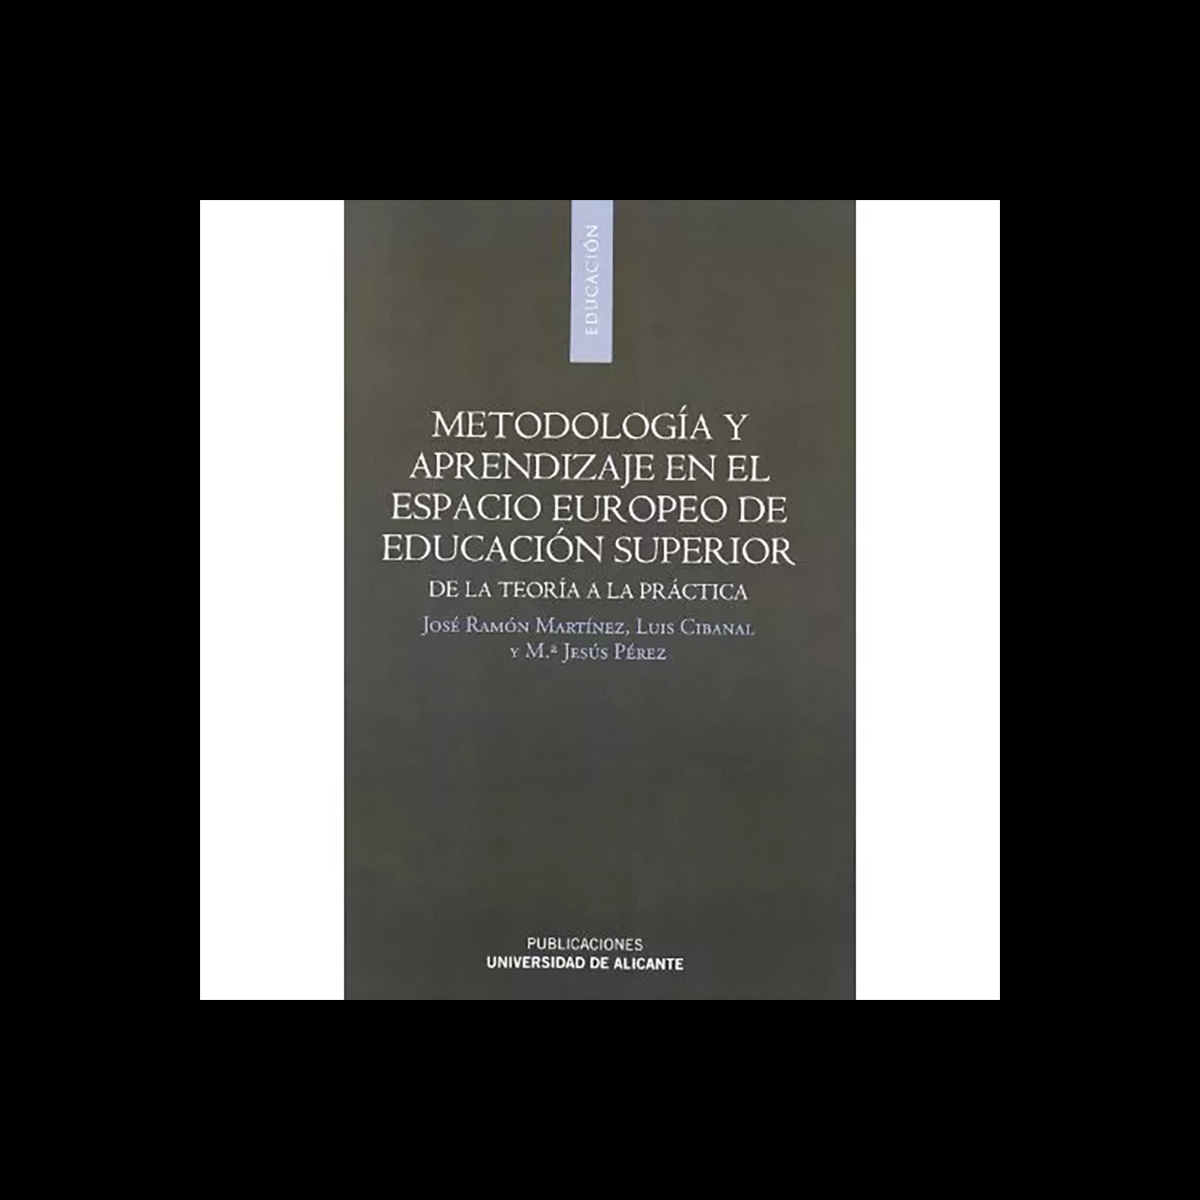 EDUCACIÓN
METODOLOGÍA Y
APRENDIZAJE EN EL
ESPACIO EUROPEO DE
EDUCACIÓN SUPERIOR
DE LA TEORÍA A LA PRÁCTICA
JOSÉ RAMÓN MARTÍNEZ, LUIS CIBANAL
Y M.ª JESÚS PÉREZ
PUBLICACIONES
UNIVERSIDAD DE ALICANTE